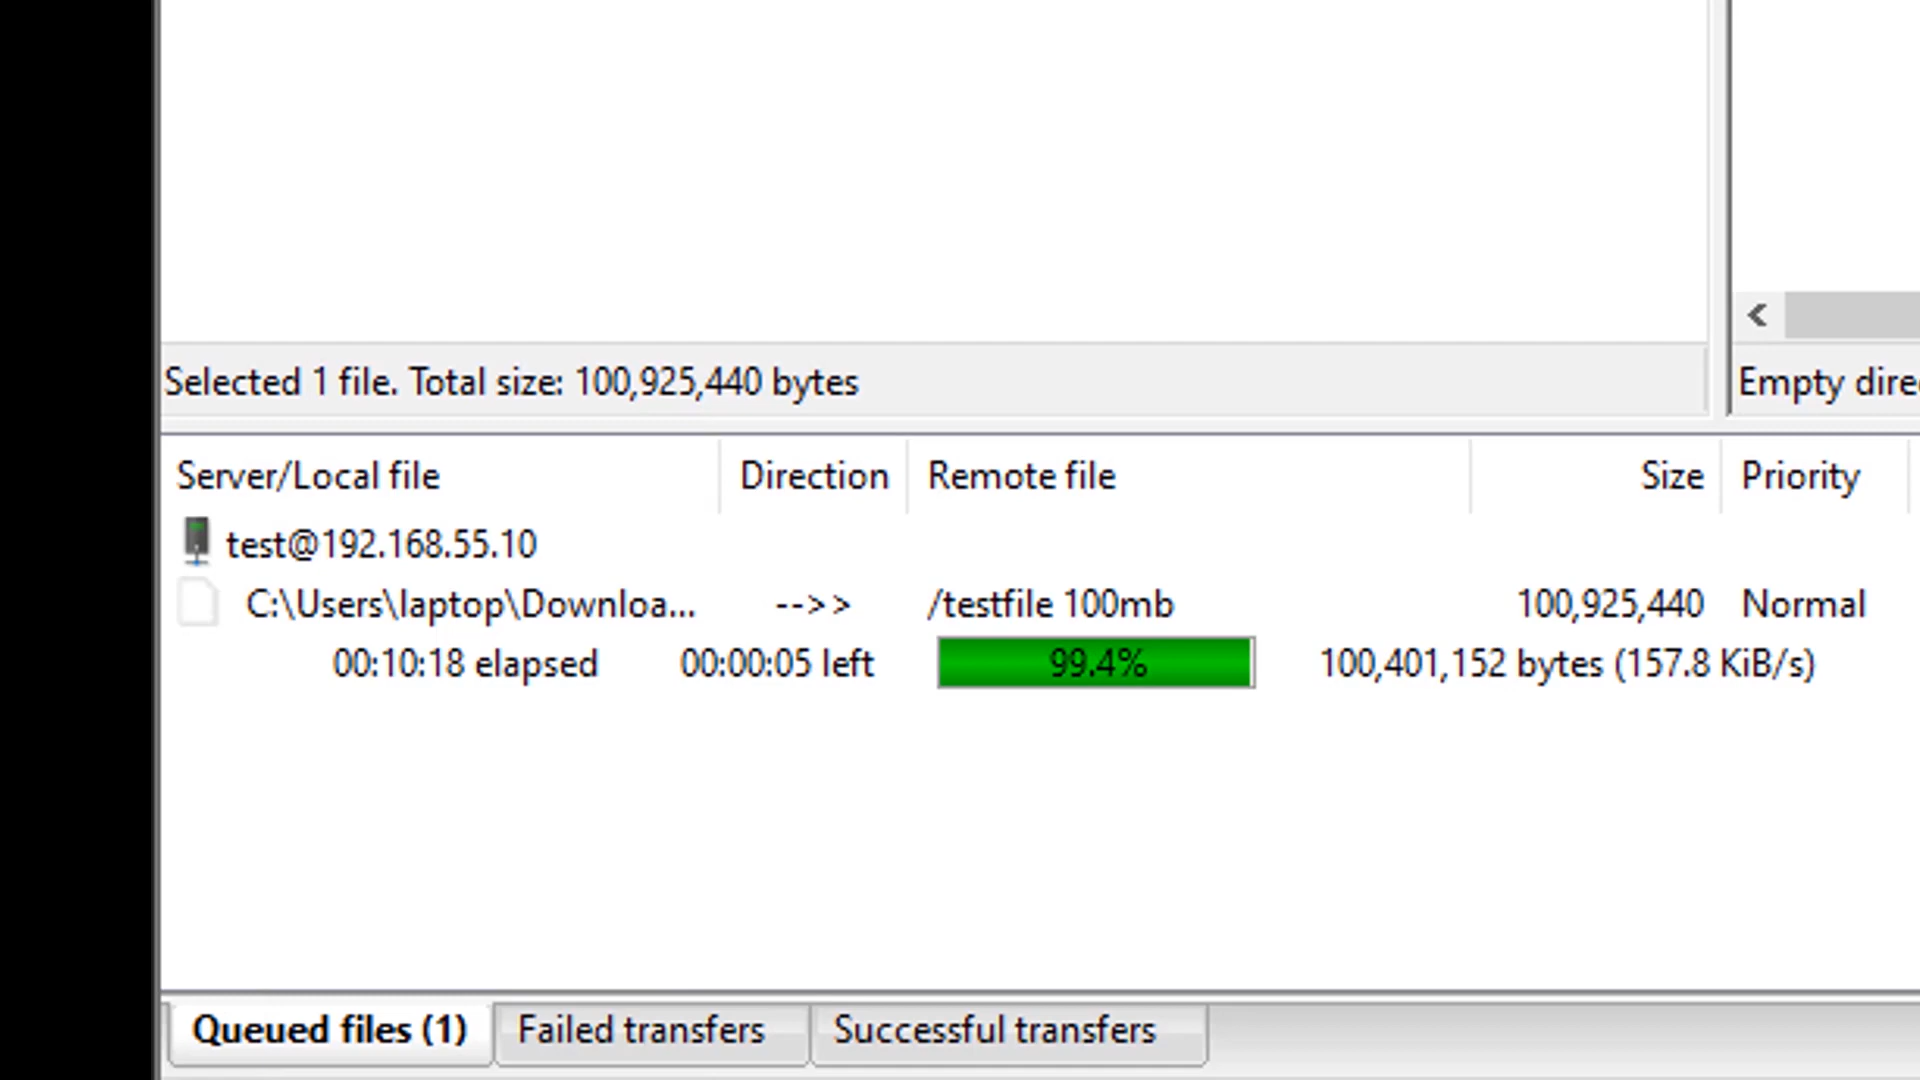 <
Selected 1 file. Total size: 100,925,440 bytes
Empty dire
Server/Local file Direction Remote file Size Priority
test@192.168.55.10
C:\Users\laptop\Downloa... -->> /testfile 100mb 100,925,440 Normal
00:10:18 elapsed 00:00:05 left 99.4% 100,401,152 bytes (157.8 KiB/s)
Queued files (1) Failed transfers Successful transfers